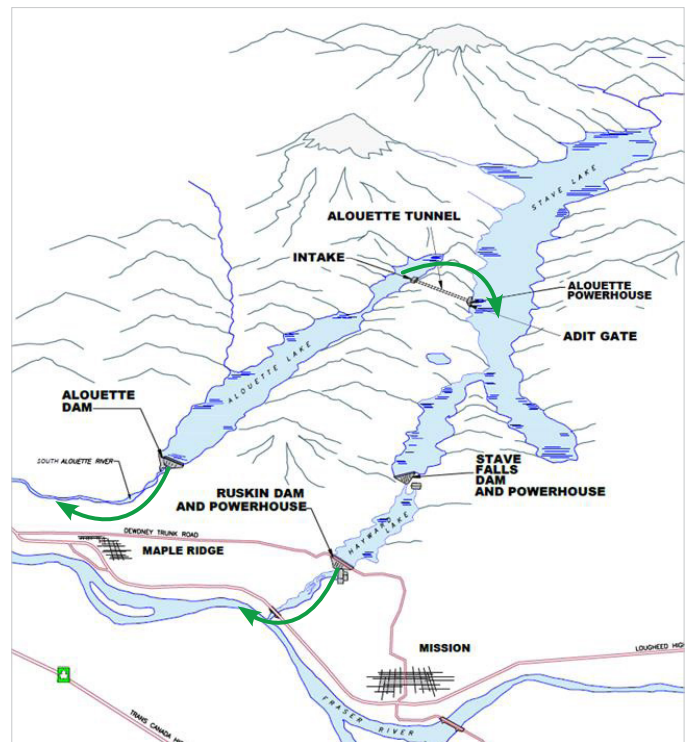 STAVE LAKE
ALOUETTE TUNNEL
INTAKE
ALOUETTE
POWERHOUSE
ADIT GATE
ALOUETTE LAKE
ALOUETTE
DAM
SOUTH ALOUETTE RIVER
STAVE
FALLS
DAM
AND POWERHOUSE
RUSKIN DAM
AND POWERHOUSE
HAYWARD
LAKE
DEWDNEY TRUNK ROAD
MAPLE RIDGE
MISSION
LOUGHEED HIG
FRASER RIVER
TRANS CANADA H